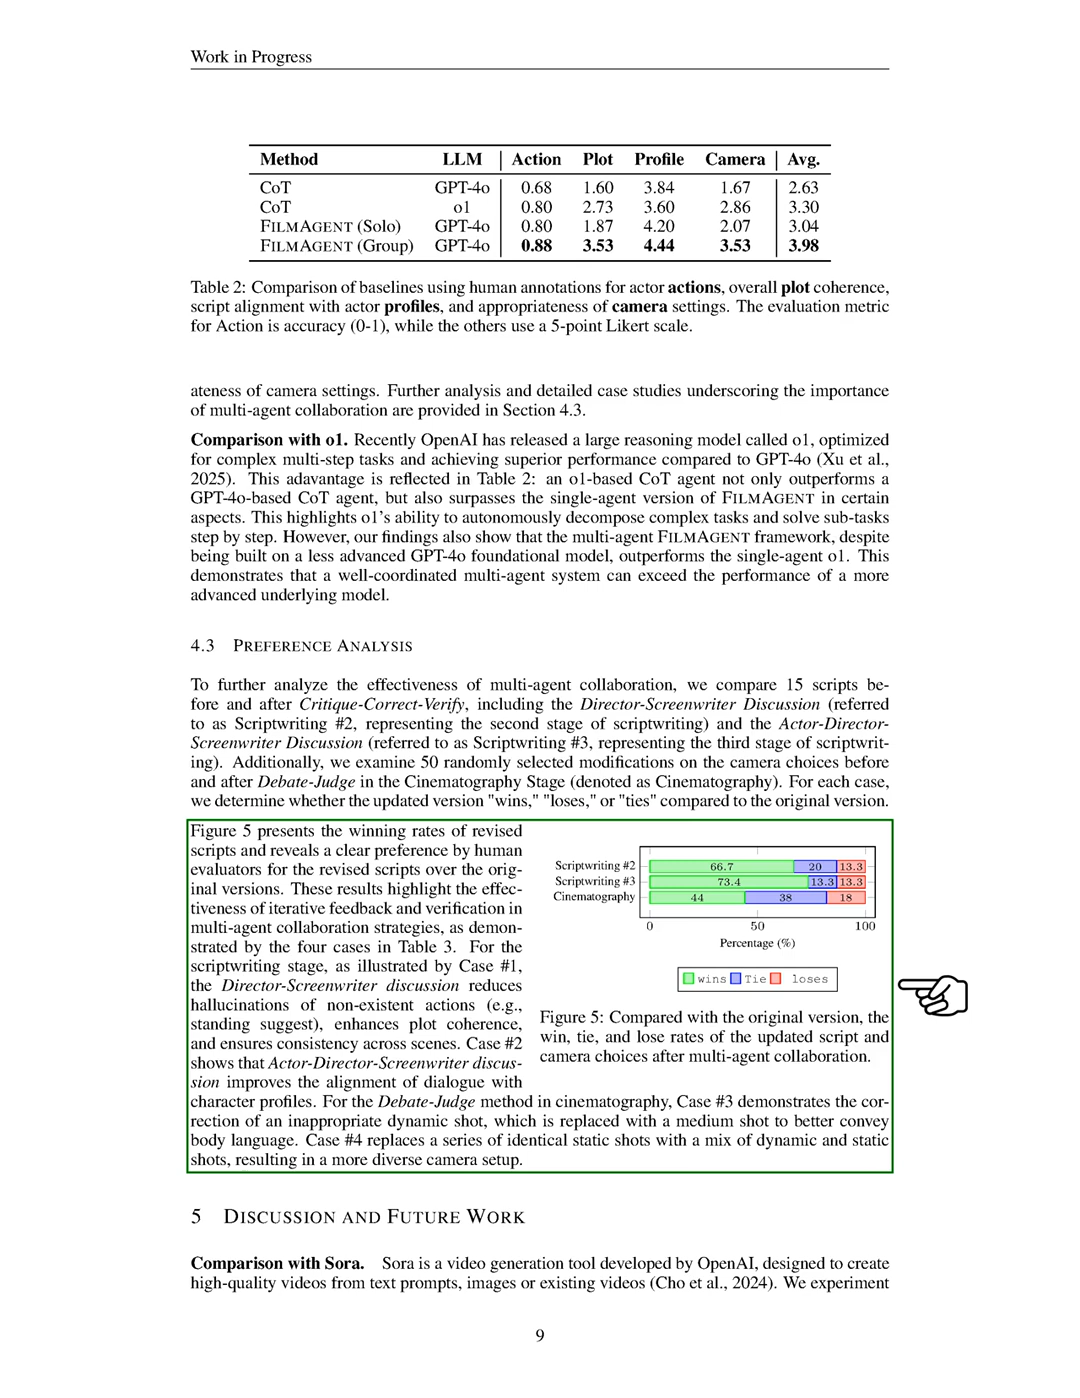 Work in Progress
Method LLM Action Plot Profile Camera Avg.
CoT GPT-4o 0.68 1.60 3.84 1.67 2.63
CoT o1 0.80 2.73 3.60 2.86 3.30
FILMAGENT (Solo) GPT-4o 0.80 1.87 4.20 2.07 3.04
FILMAGENT (Group) GPT-4o 0.88 3.53 4.44 3.53 3.98
Table 2: Comparison of baselines using human annotations for actor actions, overall plot coherence,
script alignment with actor profiles, and appropriateness of camera settings. The evaluation metric
for Action is accuracy (0-1), while the others use a 5-point Likert scale.
ateness of camera settings. Further analysis and detailed case studies underscoring the importance
of multi-agent collaboration are provided in Section 4.3.
Comparison with o1. Recently OpenAI has released a large reasoning model called o1, optimized
for complex multi-step tasks and achieving superior performance compared to GPT-4o (Xu et al.,
2025). This adavantage is reflected in Table 2: an o1-based CoT agent not only outperforms a
GPT-4o-based CoT agent, but also surpasses the single-agent version of FILMAGENT in certain
aspects. This highlights o1's ability to autonomously decompose complex tasks and solve sub-tasks
step by step. However, our findings also show that the multi-agent FILMAGENT framework, despite
being built on a less advanced GPT-4o foundational model, outperforms the single-agent o1. This
demonstrates that a well-coordinated multi-agent system can exceed the performance of a more
advanced underlying model.
4.3 PREFERENCE ANALYSIS
To further analyze the effectiveness of multi-agent collaboration, we compare 15 scripts be-
fore and after Critique-Correct-Verify, including the Director-Screenwriter Discussion (referred
to as Scriptwriting #2, representing the second stage of scriptwriting) and the Actor-Director-
Screenwriter Discussion (referred to as Scriptwriting #3, representing the third stage of scriptwrit-
ing). Additionally, we examine 50 randomly selected modifications on the camera choices before
and after Debate-Judge in the Cinematography Stage (denoted as Cinematography). For each case,
we determine whether the updated version "wins," "loses," or "ties" compared to the original version.
Figure 5 presents the winning rates of revised
scripts and reveals a clear preference by human
evaluators for the revised scripts over the orig-
inal versions. These results highlight the effec-
tiveness of iterative feedback and verification in
multi-agent collaboration strategies, as demon-
strated by the four cases in Table 3. For the
scriptwriting stage, as illustrated by Case #1,
the Director-Screenwriter discussion reduces
hallucinations of non-existent actions (e.g.,
standing suggest), enhances plot coherence,
and ensures consistency across scenes. Case #2
shows that Actor-Director-Screenwriter discus-
sion improves the alignment of dialogue with
character profiles. For the Debate-Judge method in cinematography, Case #3 demonstrates the cor-
rection of an inappropriate dynamic shot, which is replaced with a medium shot to better convey
body language. Case #4 replaces a series of identical static shots with a mix of dynamic and static
shots, resulting in a more diverse camera setup.
Scriptwriting #2 66.7 20 13.3
Scriptwriting #3 73.4 13.3 13.3
Cinematography 44 38 18
0 50 100
Percentage (%)
wins Tie loses
Figure 5: Compared with the original version, the
win, tie, and lose rates of the updated script and
camera choices after multi-agent collaboration.
5 DISCUSSION AND FUTURE WORK
Comparison with Sora. Sora is a video generation tool developed by OpenAI, designed to create
high-quality videos from text prompts, images or existing videos (Cho et al., 2024). We experiment
9